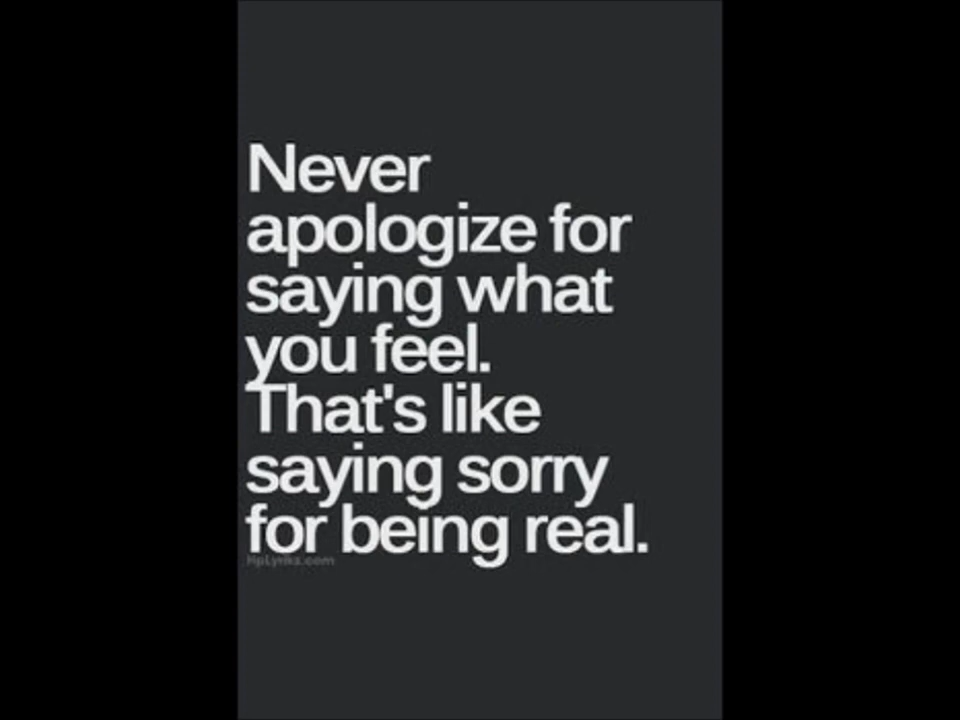 Never
apologize for
saying what
you feel.
That's like
saying sorry
for being real.